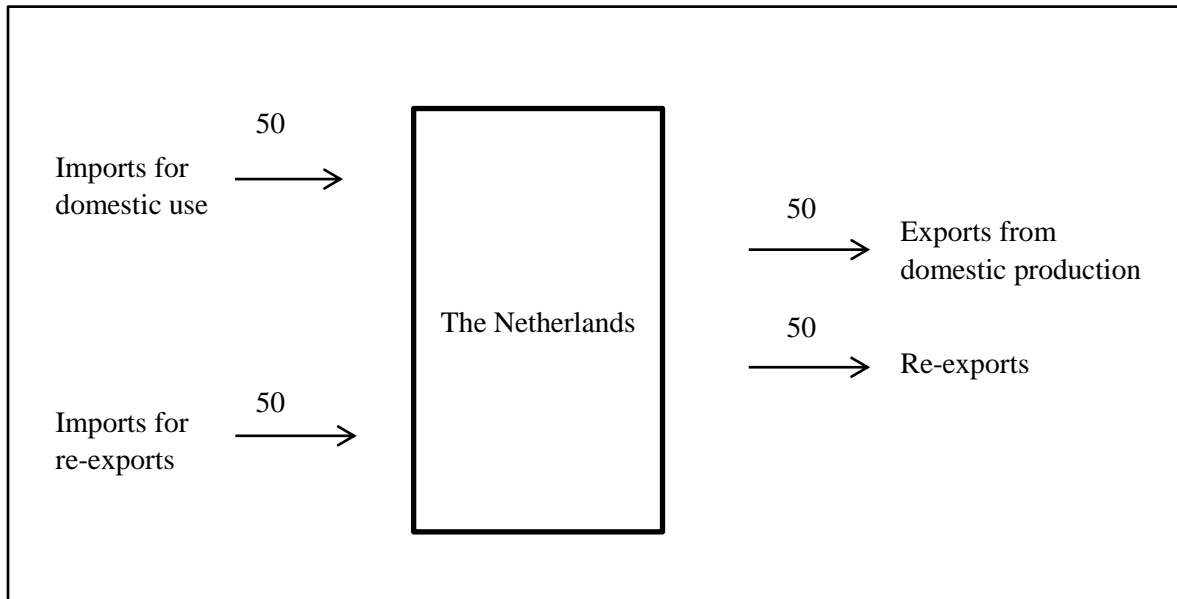 50
Imports for
domestic use
50
Imports for
re-exports
The Netherlands
50
Exports from
domestic production
50
Re-exports